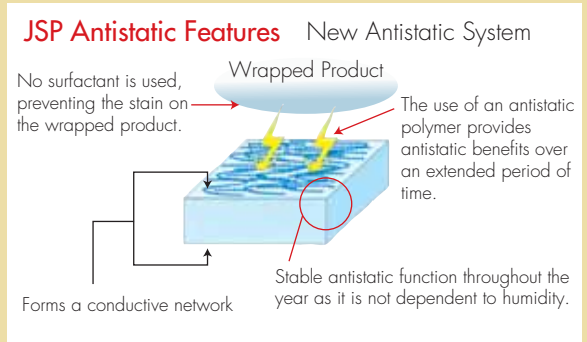 JSP Antistatic Features New Antistatic System
Wrapped Product
No surfactant is used,
preventing the stain on
the wrapped product.
The use of an antistatic
polymer provides
antistatic benefits over
an extended period of
time.
Stable antistatic function throughout the
year as it is not dependent to humidity.
Forms a conductive network